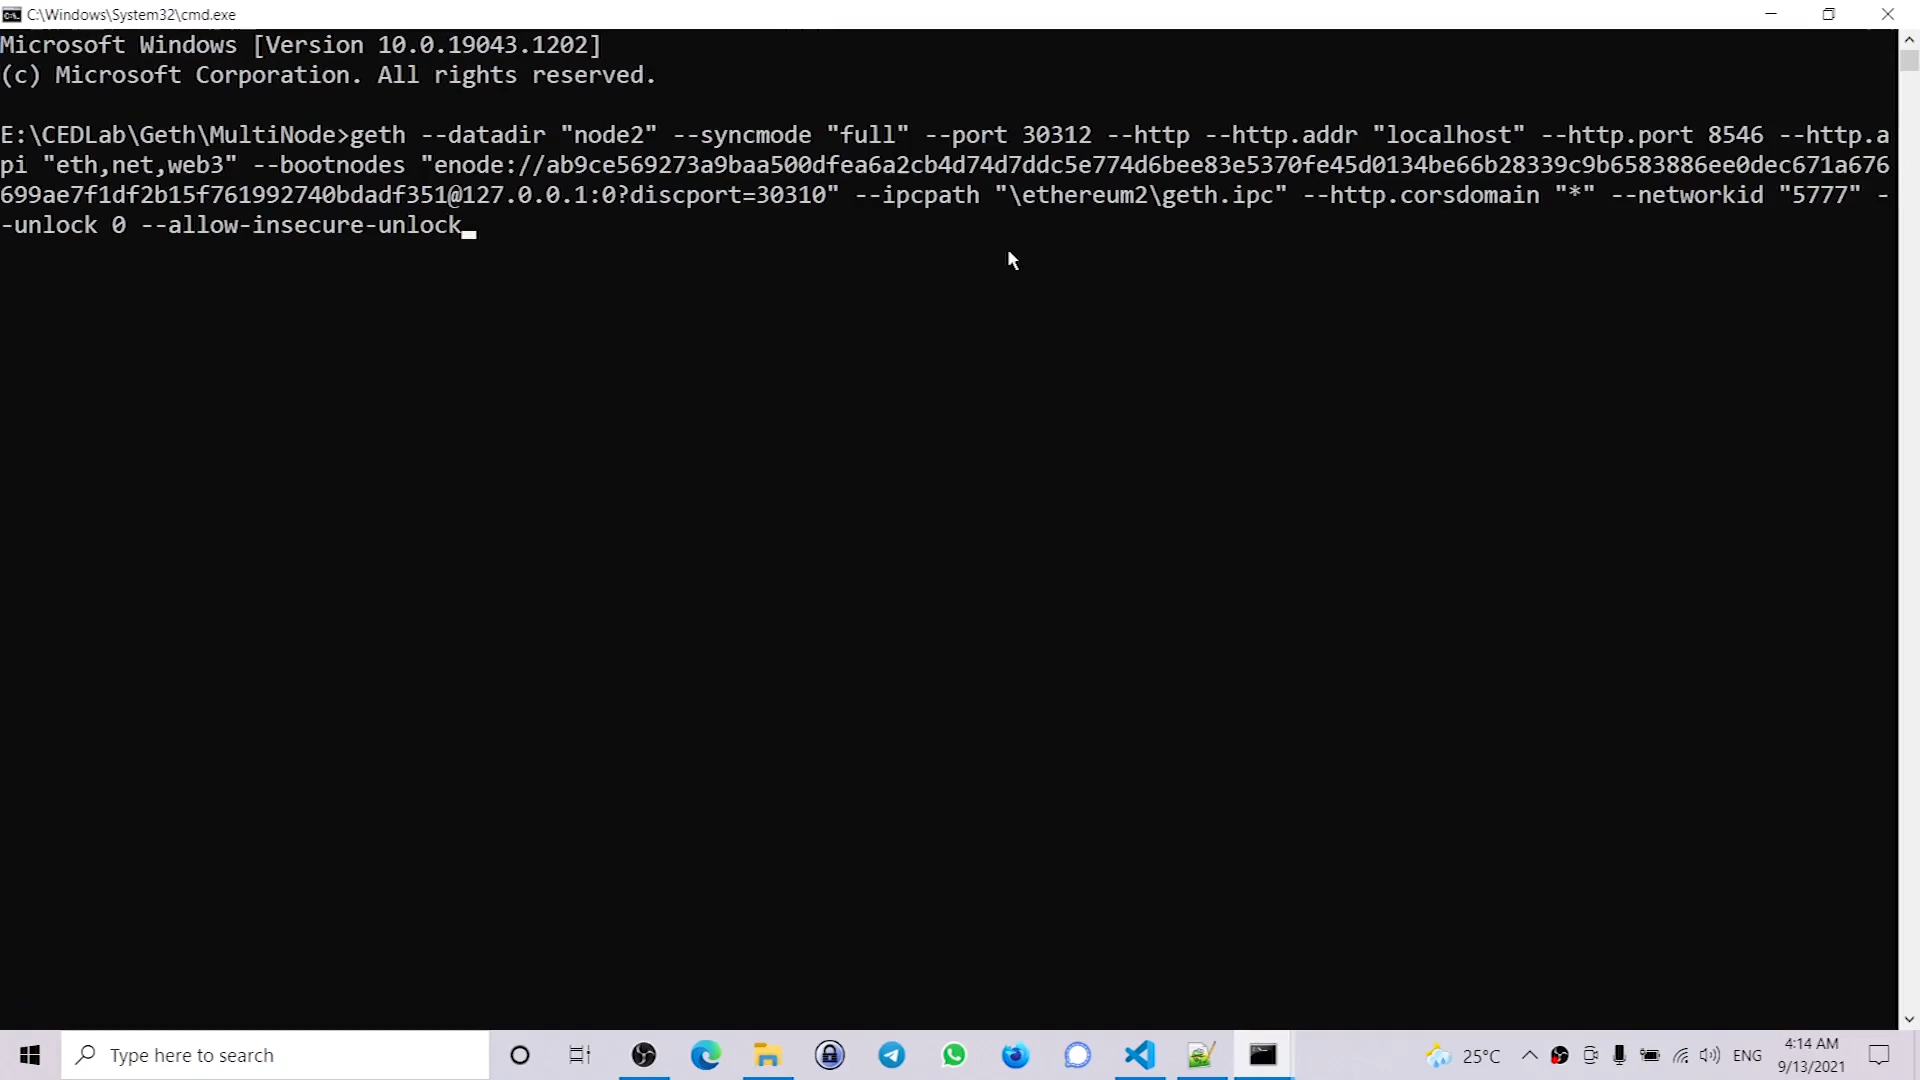 C:\Windows\System32\cmd.exe
Microsoft Windows [Version 10.0.19043.1202]
(c) Microsoft Corporation. All rights reserved.
E:\CEDLab\Geth\MultiNode>geth --datadir "node2" --syncmode "full" --port 30312 --http --http.addr "localhost" --http.port 8546 --http.a
pi "eth,net,web3" --bootnodes "enode://ab9ce569273a9baa500dfea6a2cb4d74d7ddc5e774d6bee83e5370fe45d0134be66b28339c9b6583886ee0dec671a676
699ae7f1df2b15f761992740bdadf351@127.0.0.1:0?discport=30310" --ipcpath "\ethereum2\geth.ipc" --http.corsdomain "*" --networkid "5777" -
-unlock 0 --allow-insecure-unlock
Type here to search
25°C
ENG
4:14 AM
9/13/2021